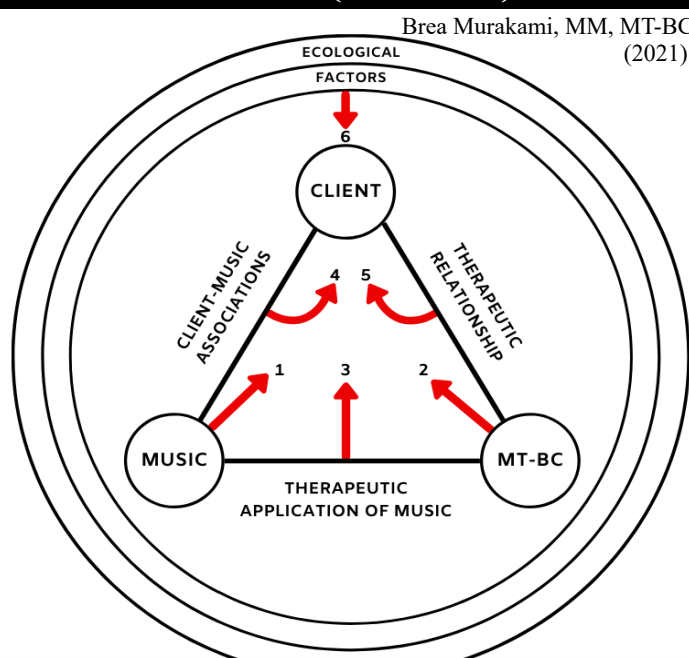 Brea Murakami, MM, MT-BC
(2021)
ECOLOGICAL
FACTORS
6
CLIENT
CLIENT-MUSIC
ASSOCIATIONS
THERAPEUTIC
RELATIONSHIP
4 5
1 3 2
MUSIC
MT-BC
THERAPEUTIC
APPLICATION OF MUSIC